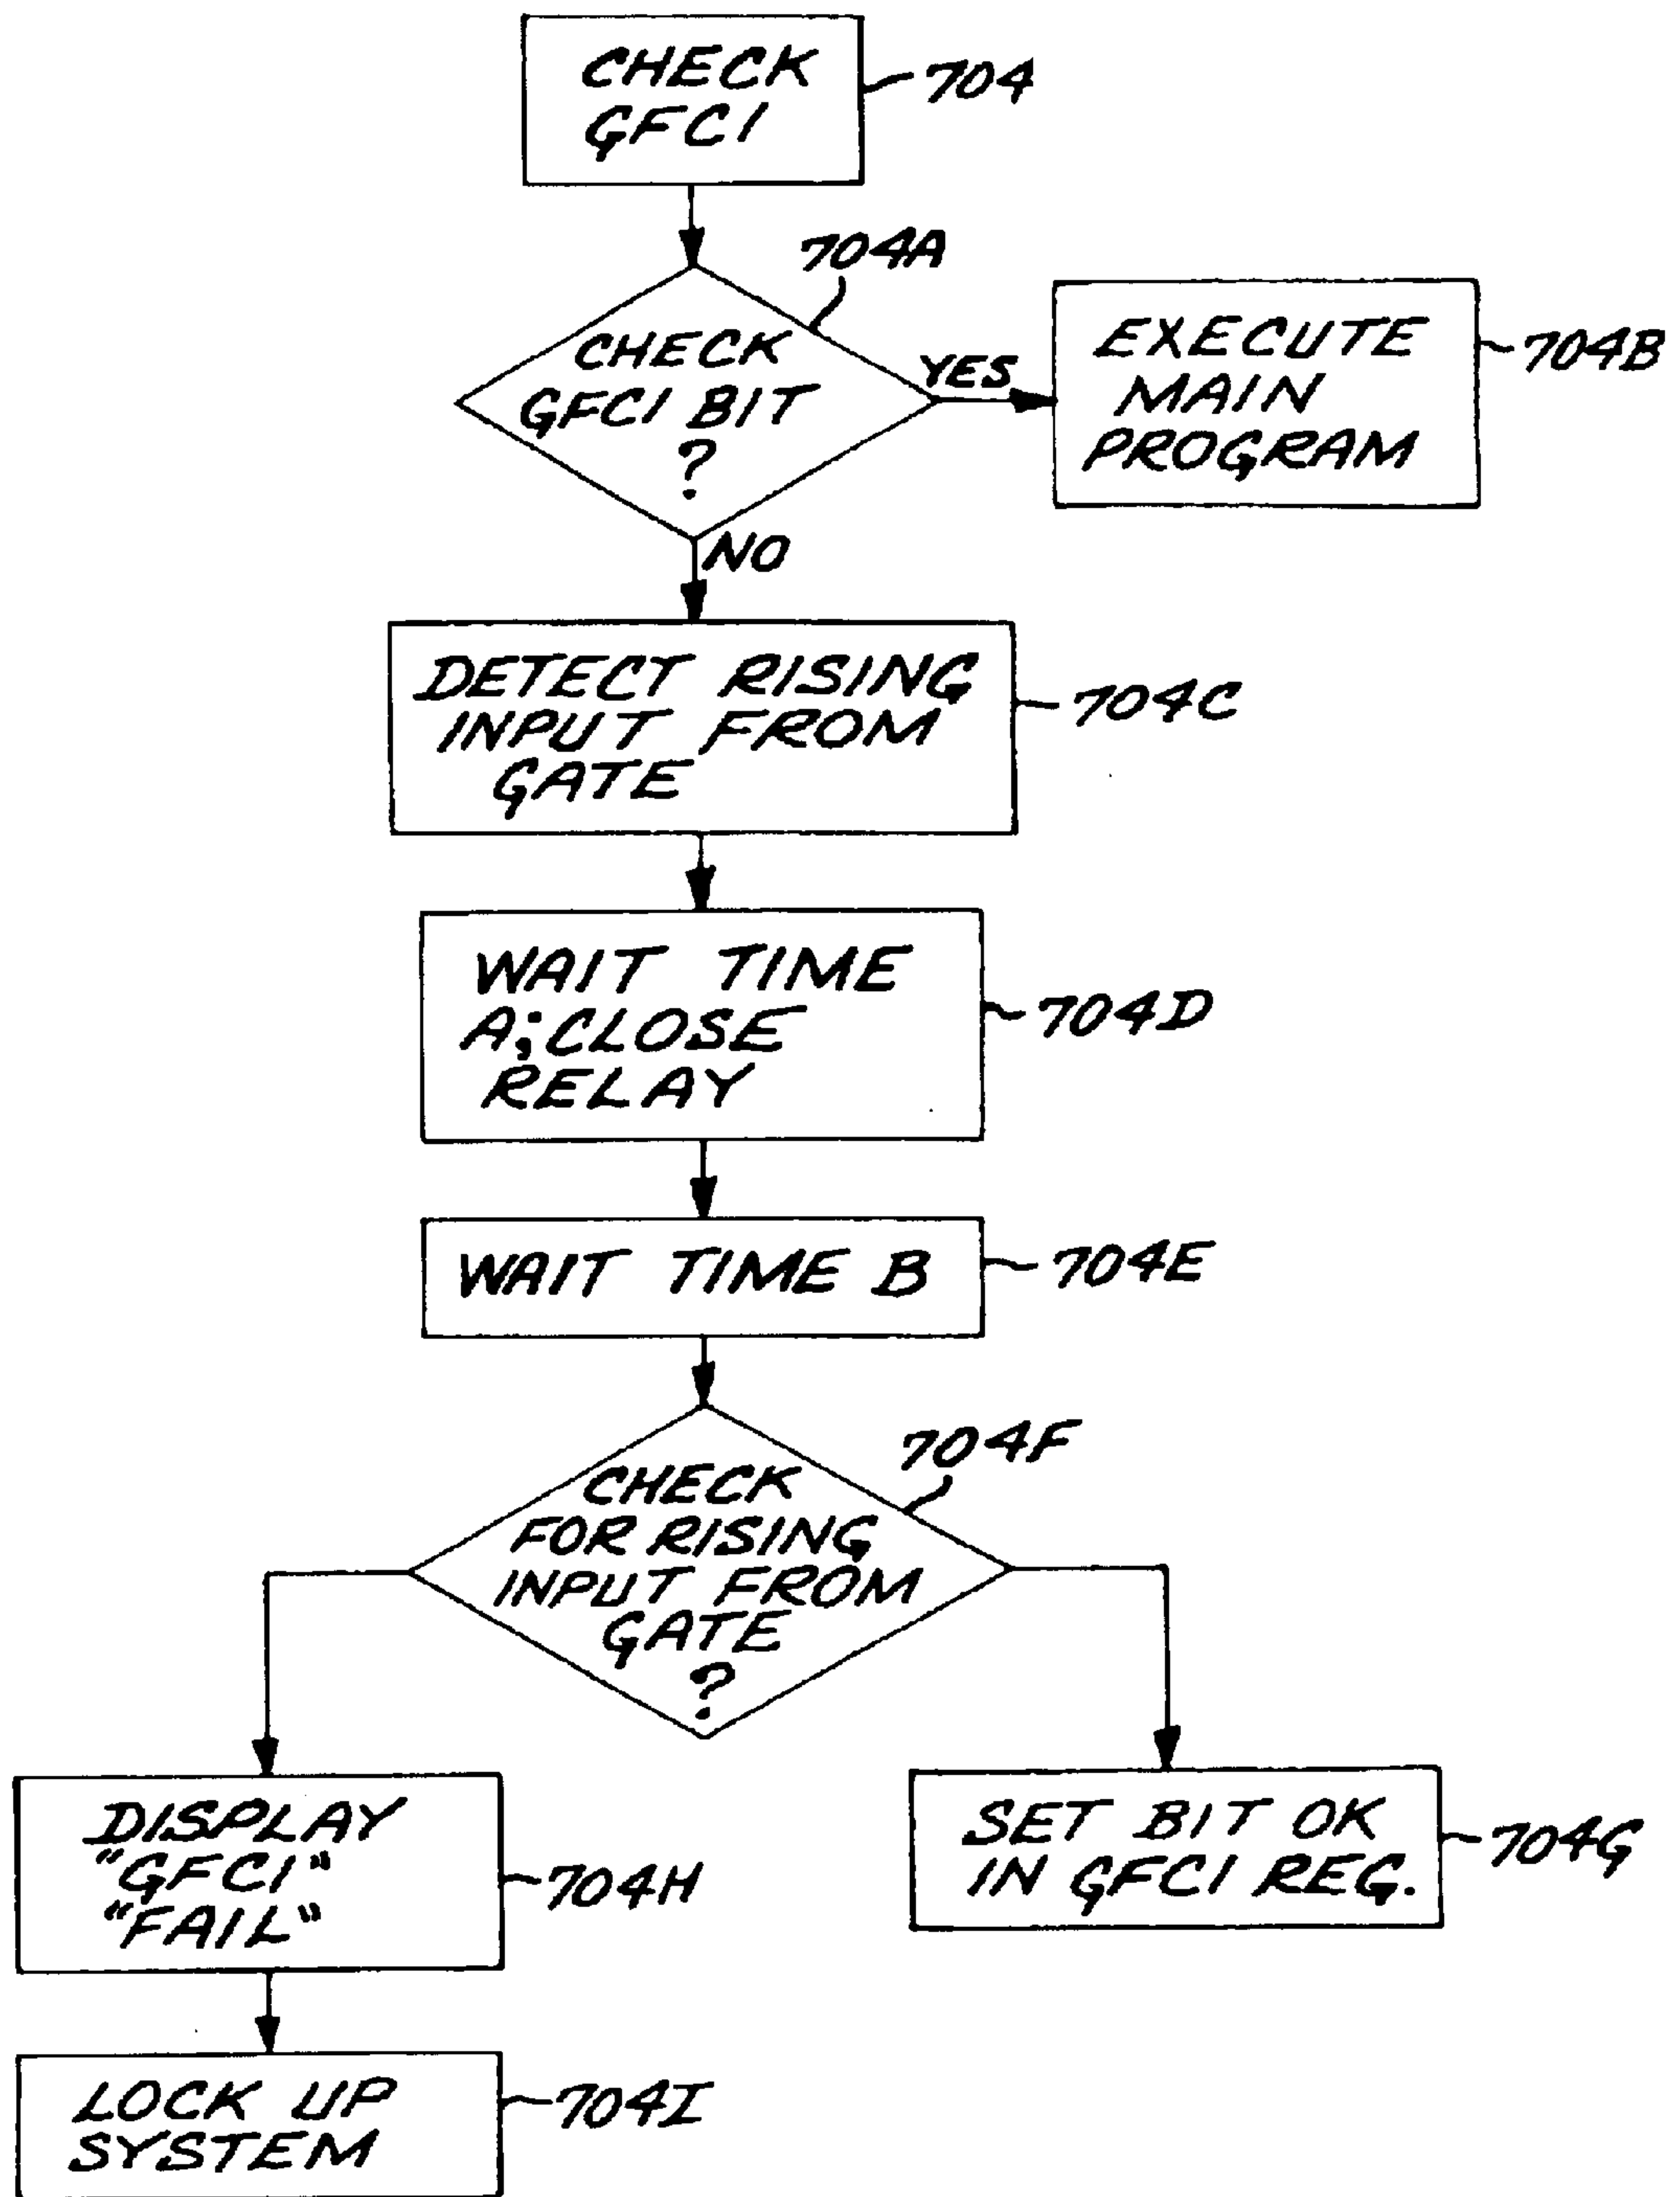 CHECK
GFCI
704
704A
CHECK
GFCI BIT
?
YES
EXECUTE
MAIN
PROGRAM
704B
NO
DETECT RISING
INPUT FROM
GATE
704C
WAIT TIME
A; CLOSE
RELAY
704D
WAIT TIME B
704E
704F
CHECK
FOR RISING
INPUT FROM
GATE
?
DISPLAY
"GFCI"
"FAIL"
704H
SET BIT OK
IN GFCI REG.
704G
LOCK UP
SYSTEM
704I